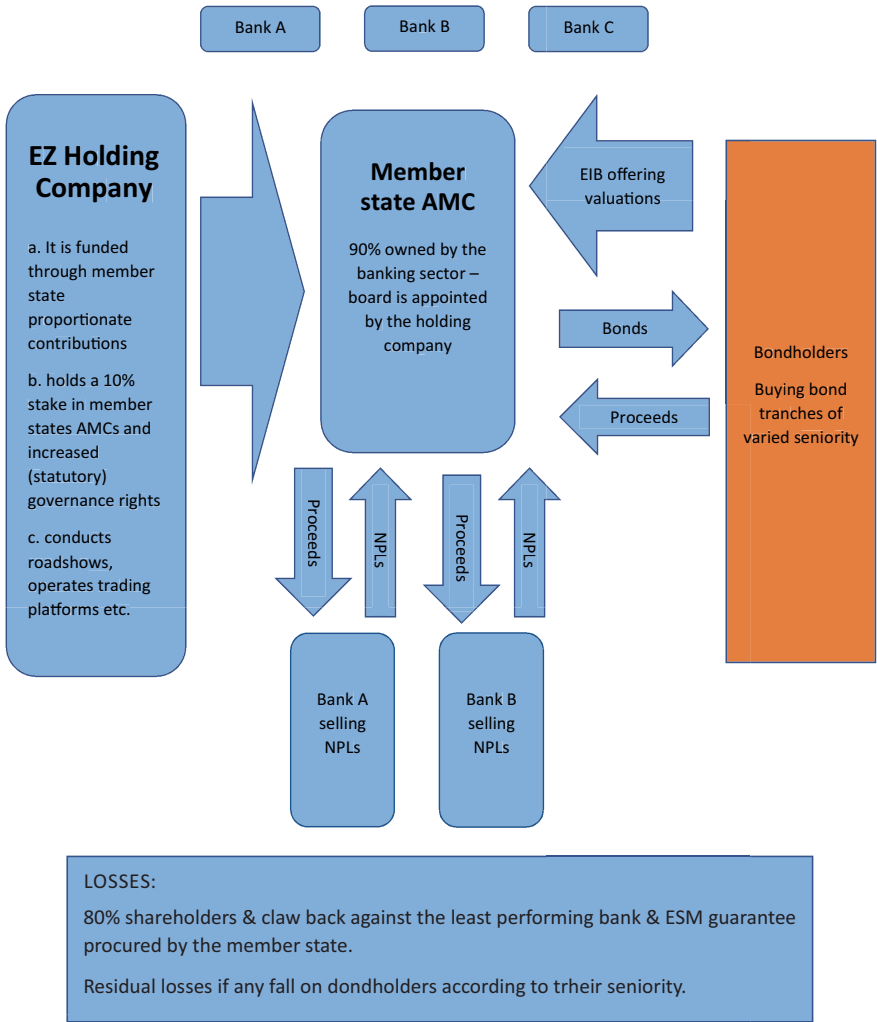 Bank A
Bank B
Bank C
EZ Holding
Company
a. It is funded
through member
state
proportionate
contributions
b. holds a 10%
stake in member
states AMCs and
increased
(statutory)
governance rights
c. conducts
roadshows,
operates trading
platforms etc.
Member
state AMC
90% owned by the
banking sector –
board is appointed
by the holding
company
EIB offering
valuations
Bonds
Proceeds
Bondholders
Buying bond
tranches of
varied seniority
Proceeds
NPLs
Proceeds
NPLs
Bank A
selling
NPLs
Bank B
selling
NPLs
LOSSES:
80% shareholders & claw back against the least performing bank & ESM guarantee
procured by the member state.
Residual losses if any fall on dondholders according to trheir seniority.